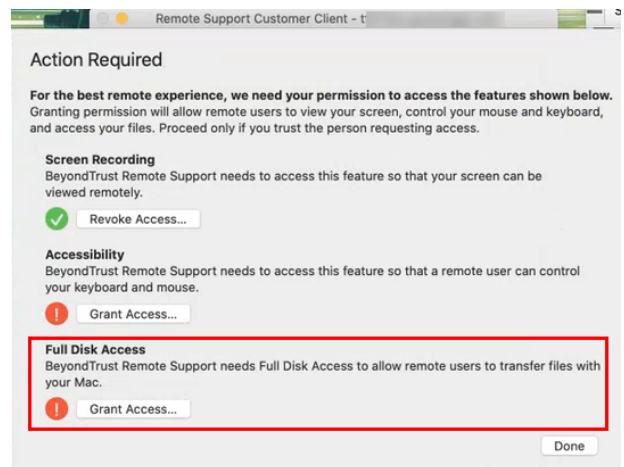 Remote Support Customer Client -
Action Required
For the best remote experience, we need your permission to access the features shown below.
Granting permission will allow remote users to view your screen, control your mouse and keyboard,
and access your files. Proceed only if you trust the person requesting access.
Screen Recording
BeyondTrust Remote Support needs to access this feature so that your screen can be
viewed remotely.
Revoke Access...
Accessibility
BeyondTrust Remote Support needs to access this feature so that a remote user can control
your keyboard and mouse.
! Grant Access...
Full Disk Access
BeyondTrust Remote Support needs Full Disk Access to allow remote users to transfer files with
your Mac.
! Grant Access...
Done